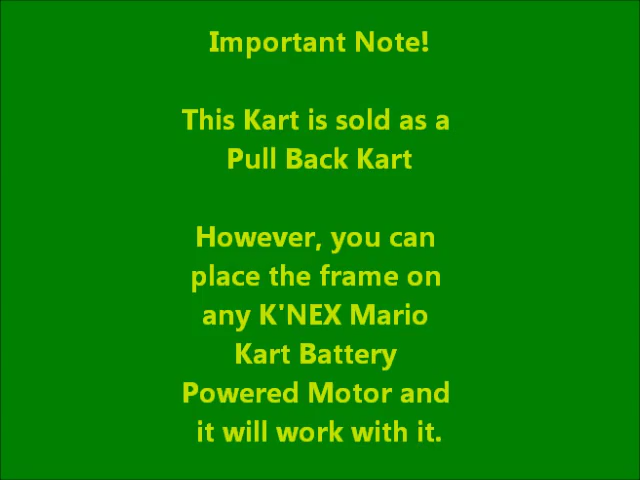 Important Note!
This Kart is sold as a
Pull Back Kart
However, you can
place the frame on
any K'NEX Mario
Kart Battery
Powered Motor and
it will work with it.